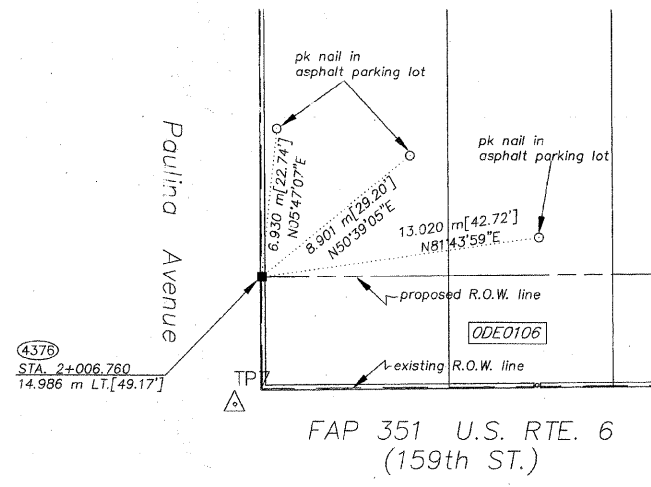 pk nail in
asphalt parking lot
pk nail in
asphalt parking lot
Paulina Avenue
6.930 m[22.74']
N05°47'07"E
8.901 m[29.20']
N50°39'05"E
13.020 m[42.72']
N81°43'59"E
proposed R.O.W. line
0DE0106
4376
STA. 2+006.760
14.986 m LT.[49.17']
existing R.O.W. line
TP7
FAP 351 U.S. RTE. 6
(159th ST.)